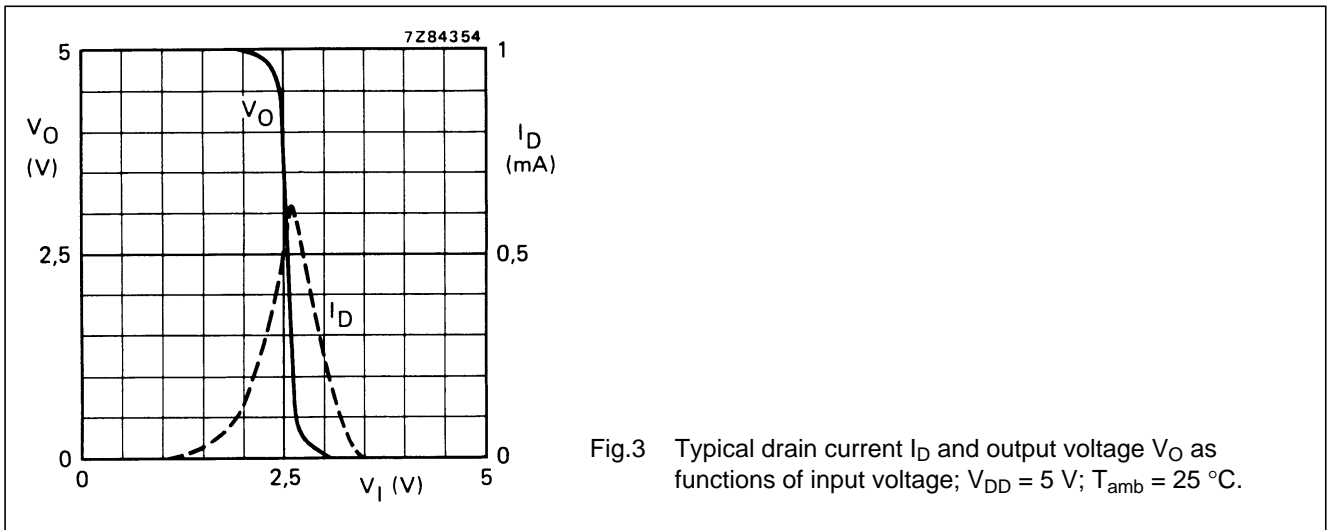 7Z84354
5
1
V_O
V_O
(V)
I_D
(mA)
2,5
0,5
I_D
0
0
0
2,5
5
V_I (V)
Fig.3 Typical drain current I_D and output voltage V_O as
functions of input voltage; V_DD = 5 V; T_amb = 25 °C.